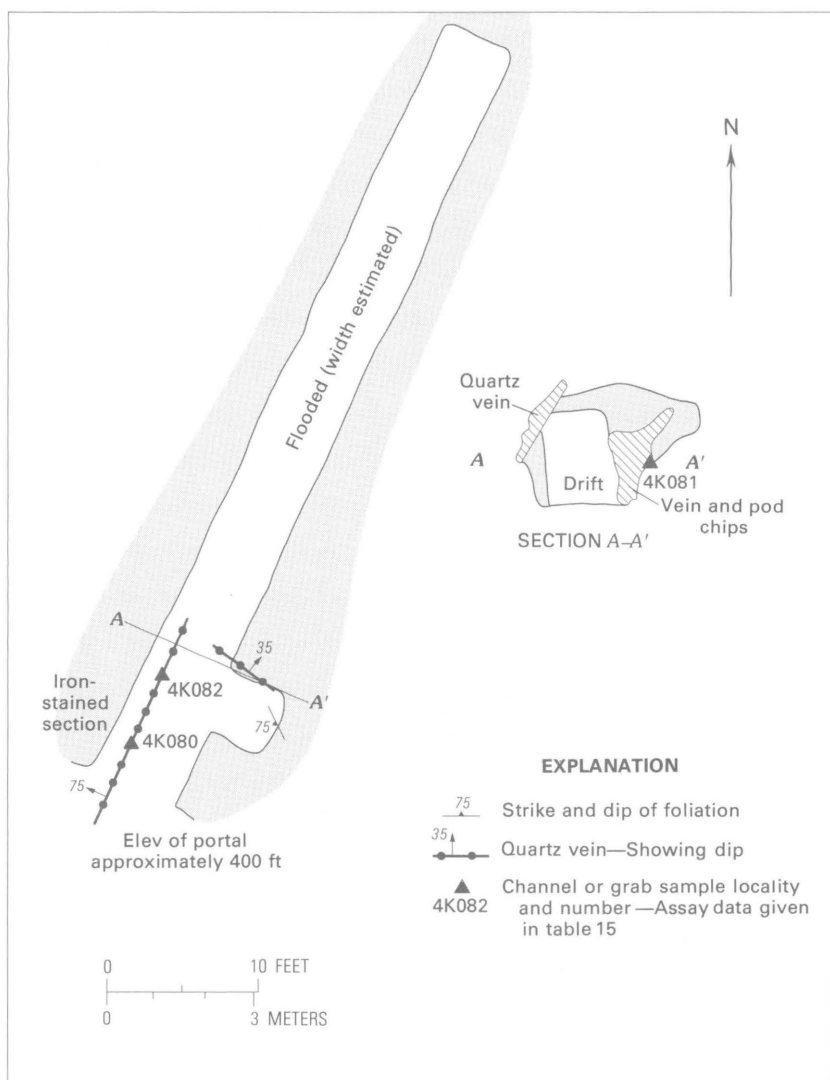 N
Flooded (width estimated)
Quartz
vein
A
A'
Drift
4K081
Vein and pod
chips
SECTION A–A'
A
35
Iron-
stained
section
4K082
A'
75
4K080
75
Elev of portal
approximately 400 ft
EXPLANATION
75
Strike and dip of foliation
35
Quartz vein—Showing dip
4K082
Channel or grab sample locality
and number—Assay data given
in table 15
0 10 FEET
0 3 METERS